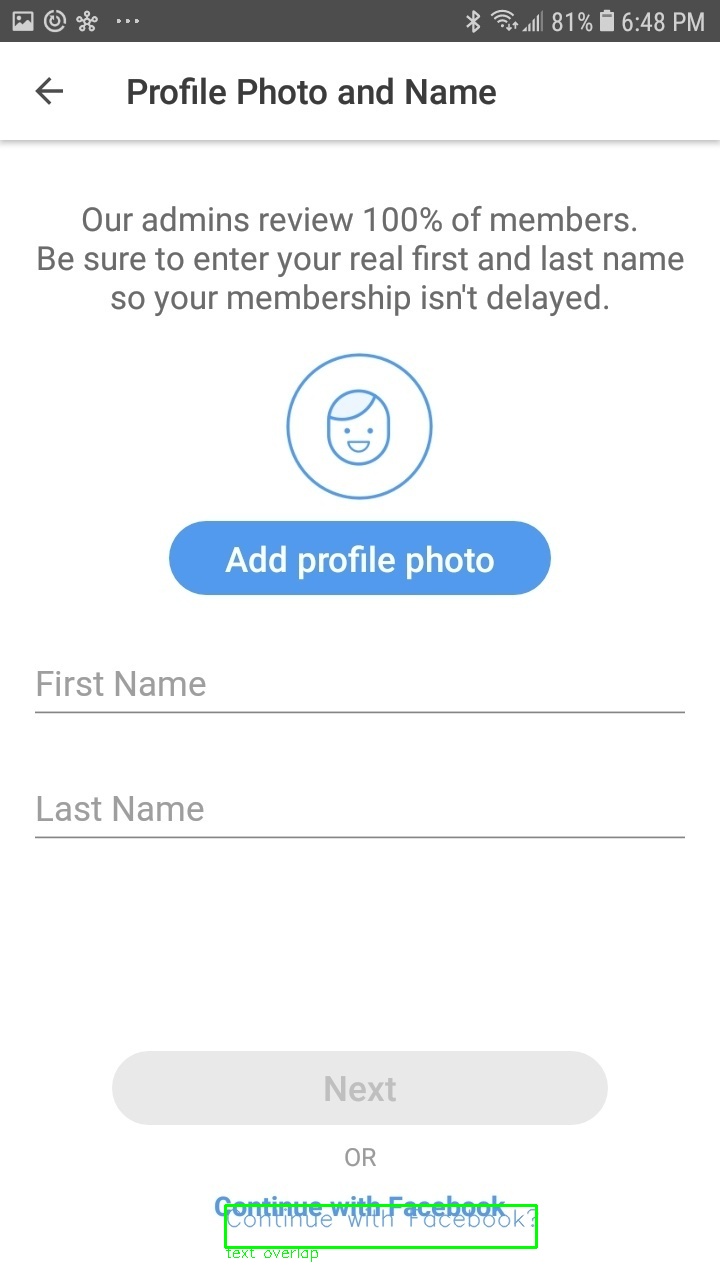 81% 6:48 PM
Profile Photo and Name
Our admins review 100% of members.
Be sure to enter your real first and last name
so your membership isn't delayed.
Add profile photo
First Name
Last Name
Next
OR
Continue with Facebook
Continue with Facebook?
text overlap